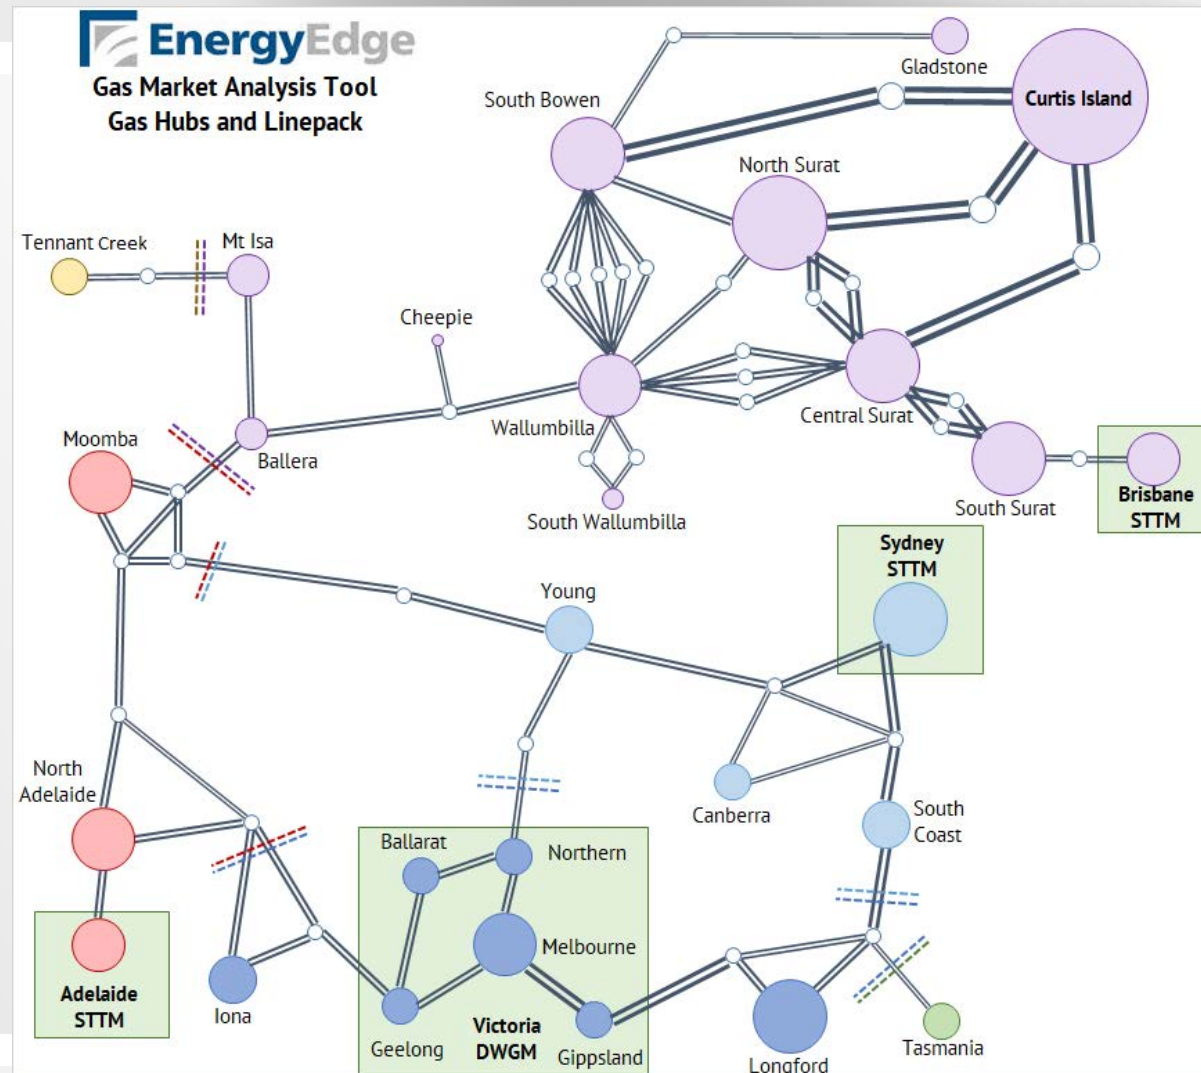 EnergyEdge
Gas Market Analysis Tool
Gas Hubs and Linepack
Gladstone
South Bowen
Curtis Island
North Surat
Tennant Creek
Mt Isa
Cheepie
Wallumbilla
Central Surat
Moomba
Ballera
South Wallumbilla
South Surat
Brisbane
STTM
Sydney
STTM
Young
North
Adelaide
Canberra
South
Coast
Ballarat
Northern
Melbourne
Adelaide
STTM
Iona
Geelong
Victoria
DWGM
Gippsland
Longford
Tasmania